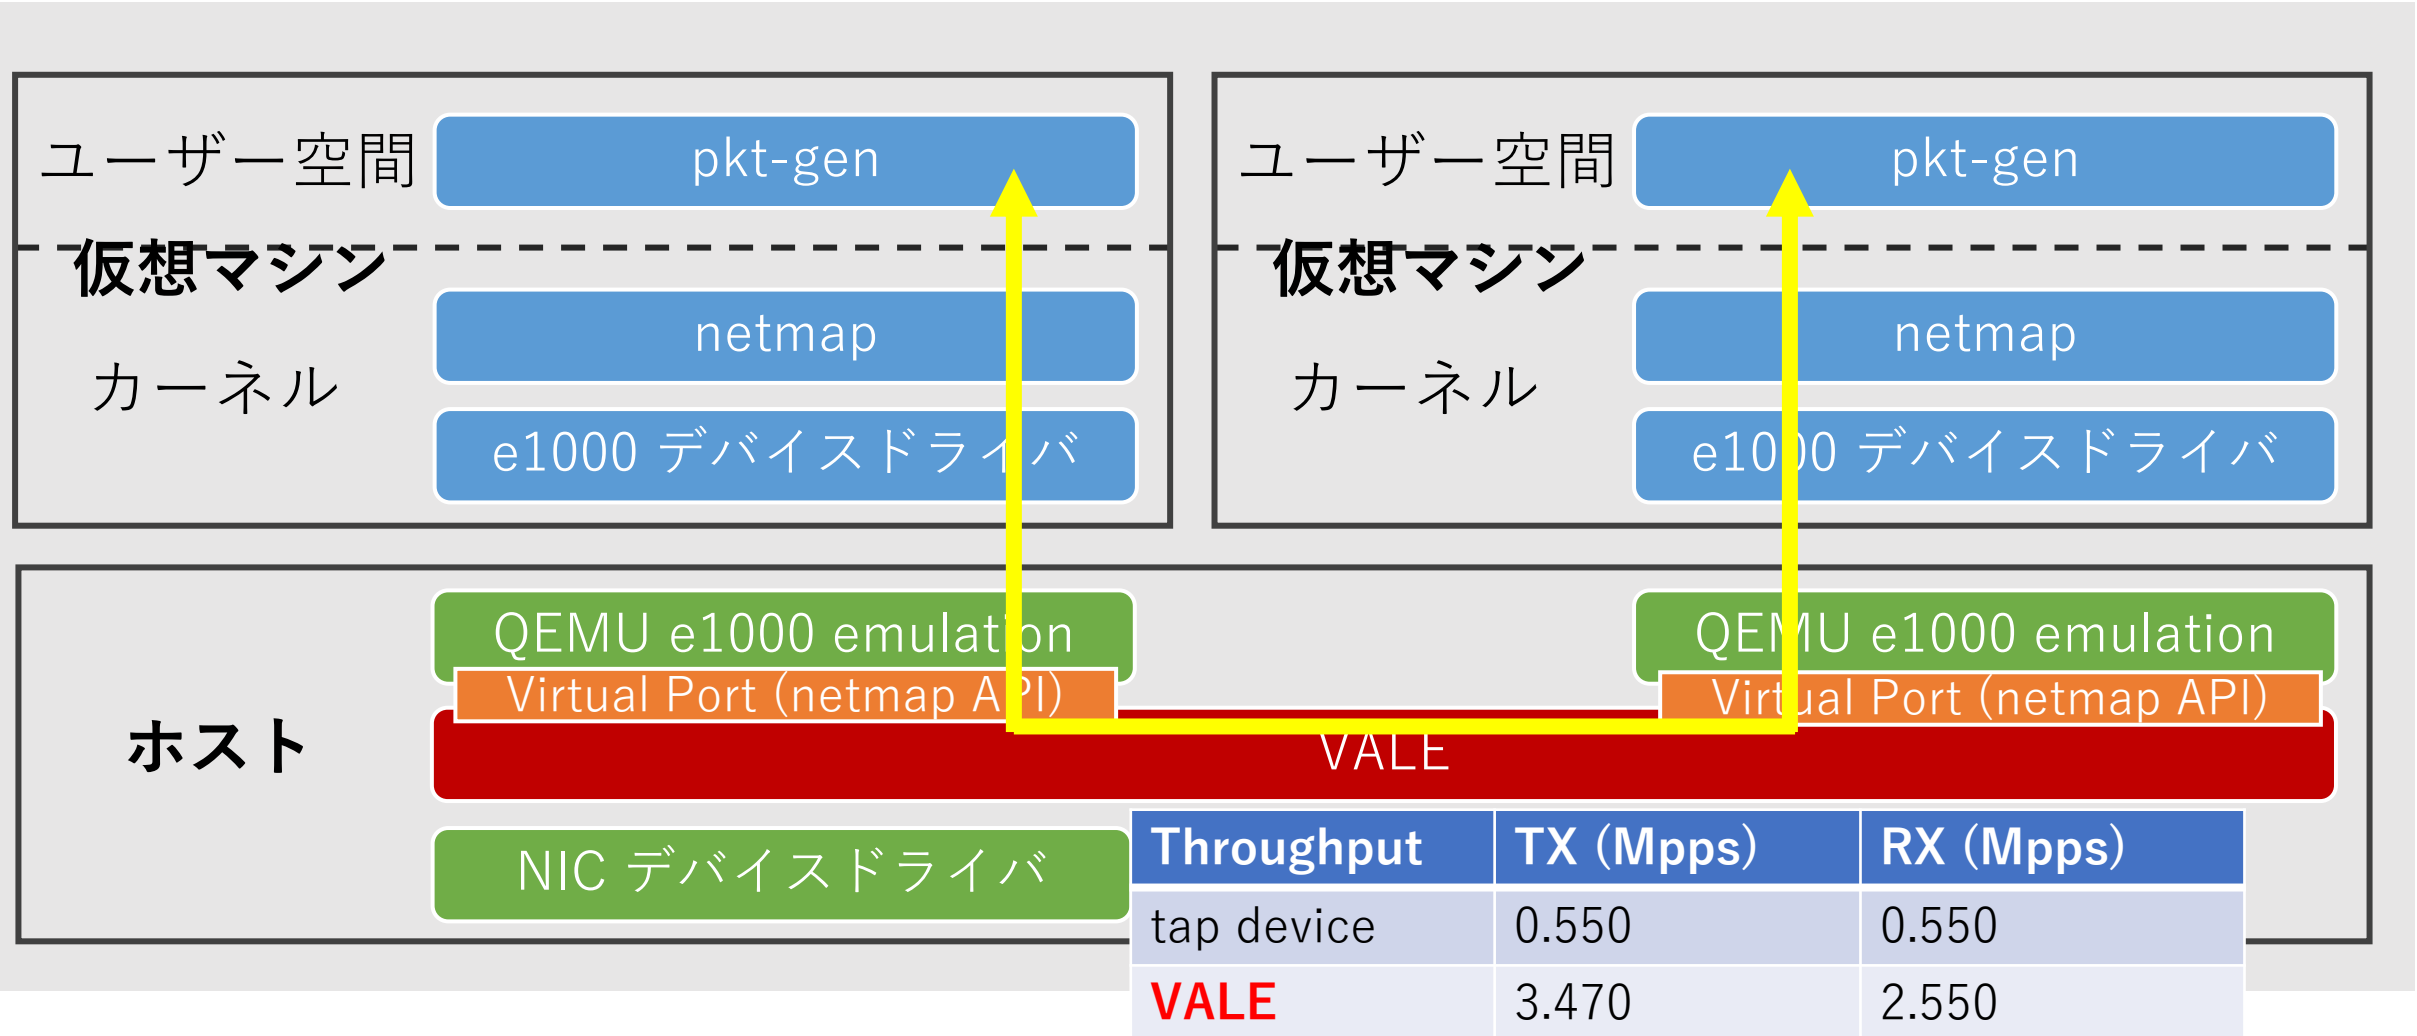 ユーザー空間
pkt-gen
仮想マシン
netmap
カーネル
e1000 デバイスドライバ
ユーザー空間
pkt-gen
仮想マシン
netmap
カーネル
e1000 デバイスドライバ
QEMU e1000 emulation
QEMU e1000 emulation
Virtual Port (netmap API)
Virtual Port (netmap API)
ホスト
VALE
NIC デバイスドライバ
Throughput TX (Mpps) RX (Mpps)
tap device 0.550 0.550
VALE 3.470 2.550